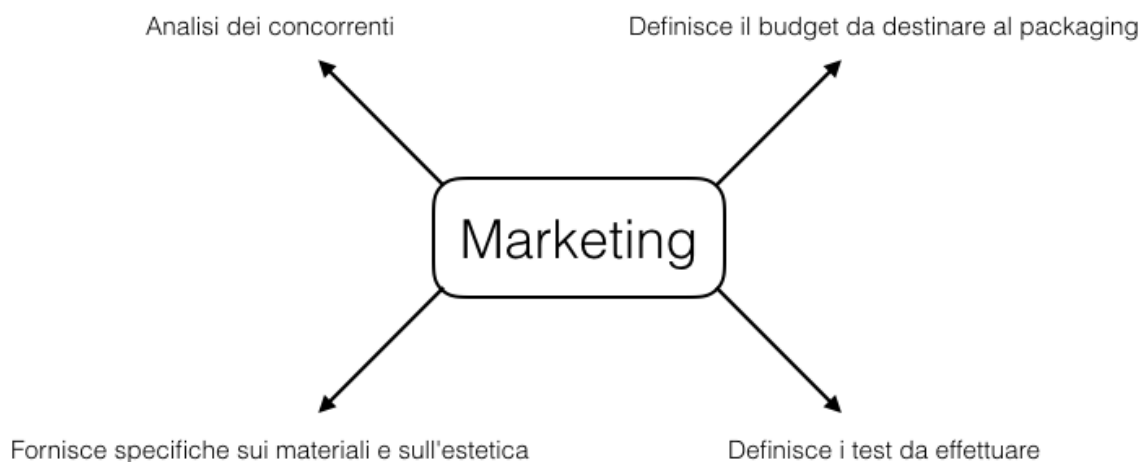 Analisi dei concorrenti
Definisce il budget da destinare al packaging
Marketing
Fornisce specifiche sui materiali e sull'estetica
Definisce i test da effettuare